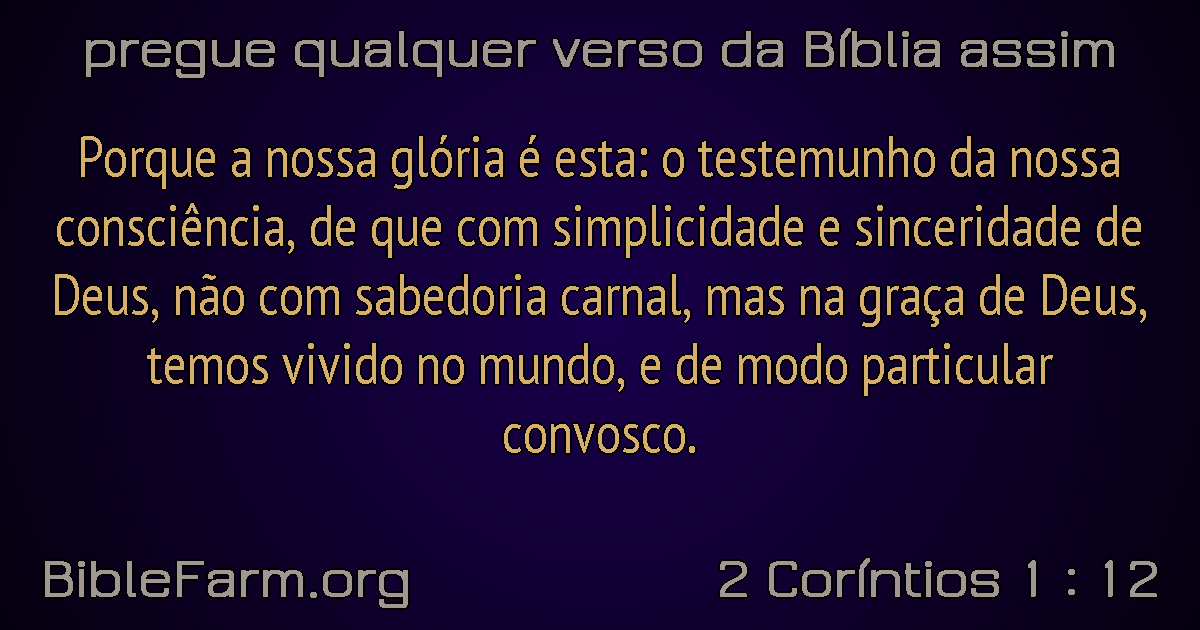 pregue qualquer verso da Bíblia assim
Porque a nossa glória é esta: o testemunho da nossa
consciência, de que com simplicidade e sinceridade de
Deus, não com sabedoria carnal, mas na graça de Deus,
temos vivido no mundo, e de modo particular
convosco.
BibleFarm.org
2 Coríntios 1 : 12